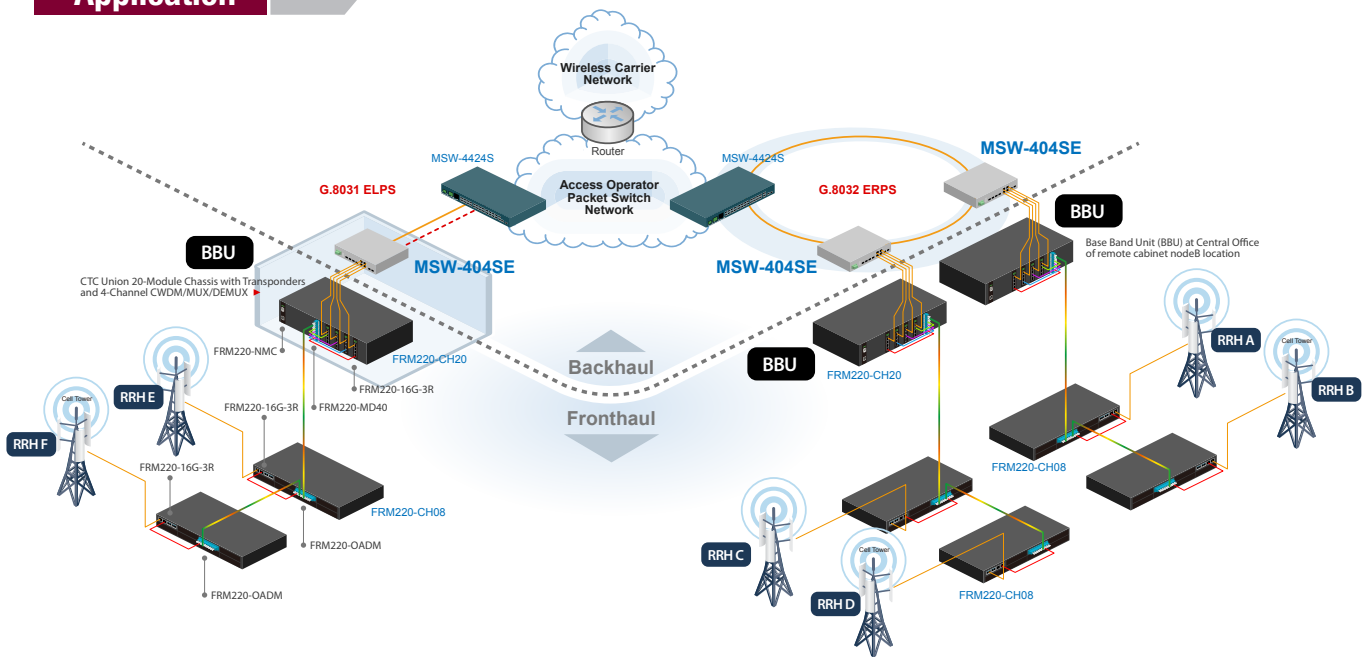 Application
Wireless Carrier
Network
Router
MSW-4424S
MSW-4424S
MSW-404SE
G.8031 ELPS
Access Operator
Packet Switch
Network
G.8032 ERPS
BBU
BBU
Base Band Unit (BBU) at Central Office
of remote cabinet nodeB location
MSW-404SE
MSW-404SE
CTC Union 20-Module Chassis with Transponders
and 4-Channel CWDM/MUX/DEMUX
FRM220-NMC
FRM220-CH20
FRM220-16G-3R
FRM220-MD40
Backhaul
Fronthaul
BBU
FRM220-CH20
RRH A
Cell Tower
RRH B
RRH E
Cell Tower
RRH F
FRM220-16G-3R
FRM220-16G-3R
FRM220-CH08
FRM220-OADM
FRM220-OADM
FRM220-CH08
RRH C
Cell Tower
RRH D
FRM220-CH08